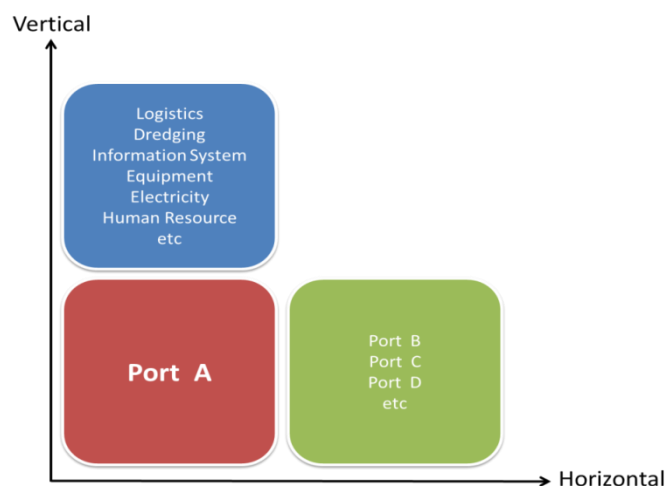 Vertical
Logistics
Dredging
Information System
Equipment
Electricity
Human Resource
etc
Port A
Port B
Port C
Port D
etc
Horizontal